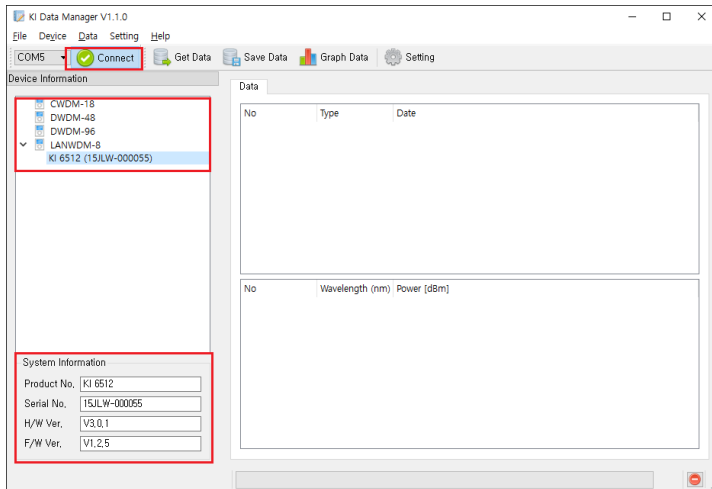 KI Data Manager V1.1.0
File Device Data Setting Help
COM5 Connect Get Data Save Data Graph Data Setting
Device Information
Data
CWDM-18
DWDM-48
DWDM-96
LANWDM-8
KI 6512 (15JLW-000055)
No Type Date
No Wavelength (nm) Power [dBm]
System Information
Product No, KI 6512
Serial No, 15JLW-000055
H/W Ver, V3,0,1
F/W Ver, V1,2,5